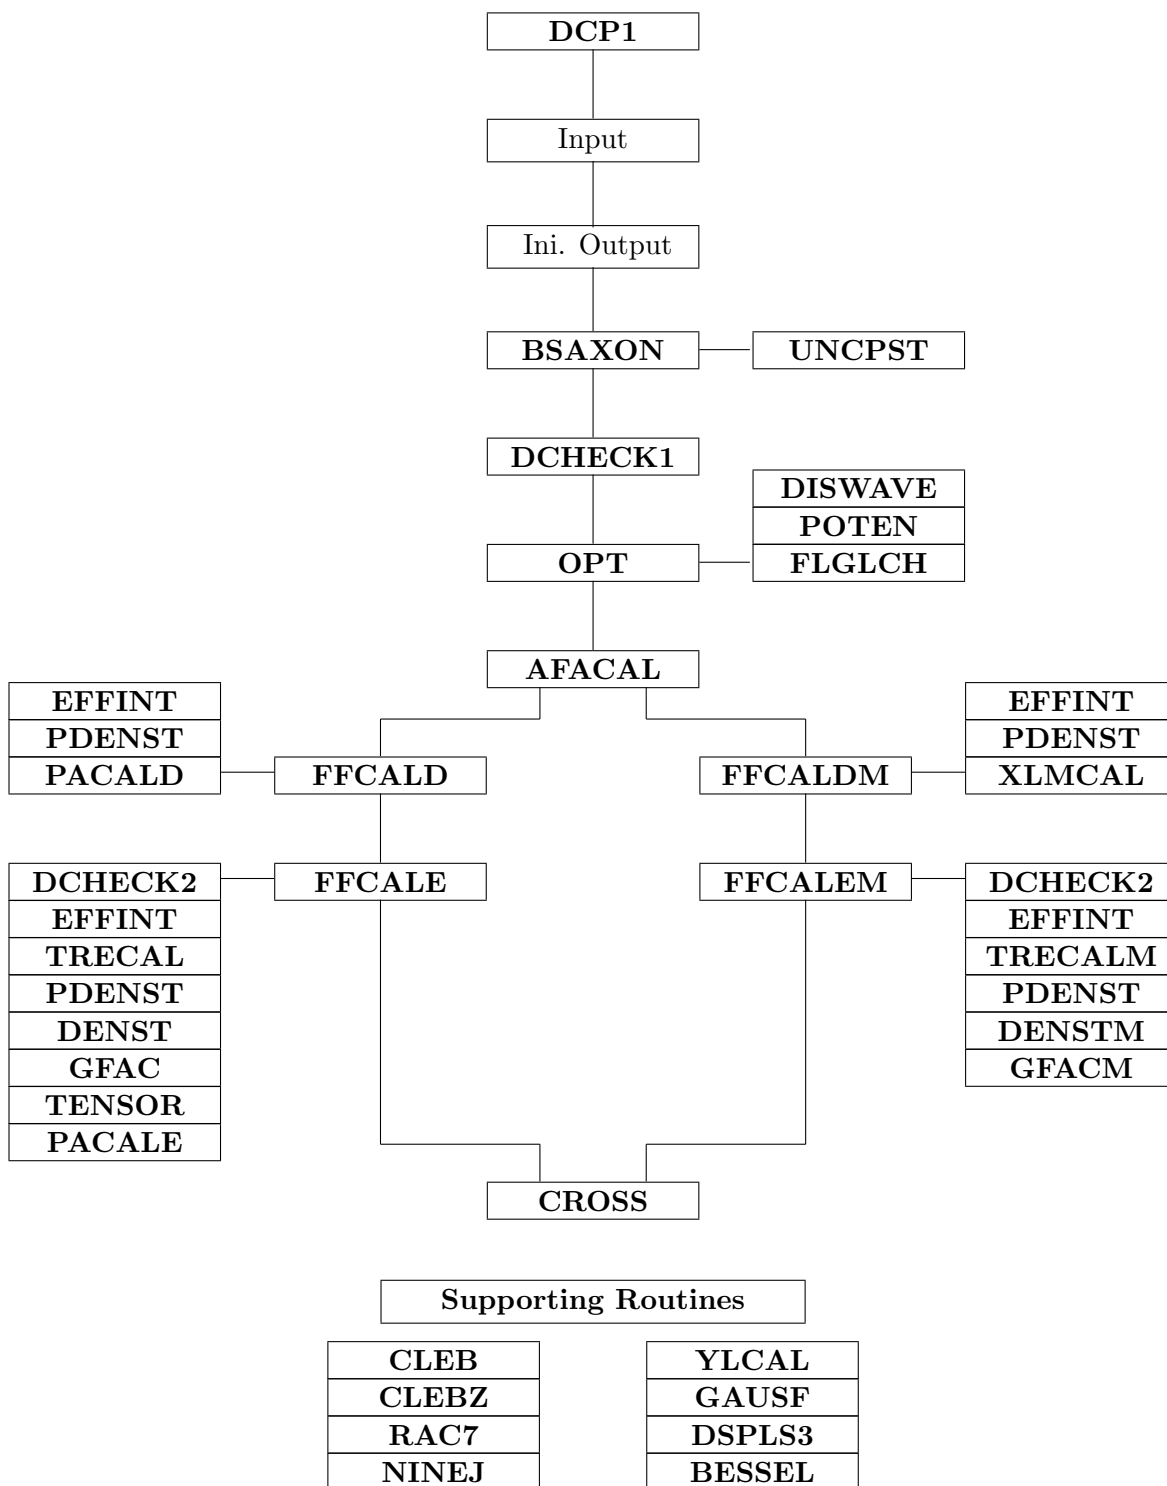 DCP1
Input
Ini. Output
BSAXON
UNCPST
DCHECK1
DISWAVE
POTEN
OPT
FLGLCH
AFACAL
EFFINT
PDENST
PACALD
FFCALD
FFCALDM
EFFINT
PDENST
XLMCAL
DCHECK2
EFFINT
TRECAL
PDENST
DENST
GFAC
TENSOR
PACALE
FFCALE
FFCALEM
DCHECK2
EFFINT
TRECALM
PDENST
DENSTM
GFACM
CROSS
Supporting Routines
CLEB
CLEBZ
RAC7
NINEJ
YLCAL
GAUSF
DSPLS3
BESSEL